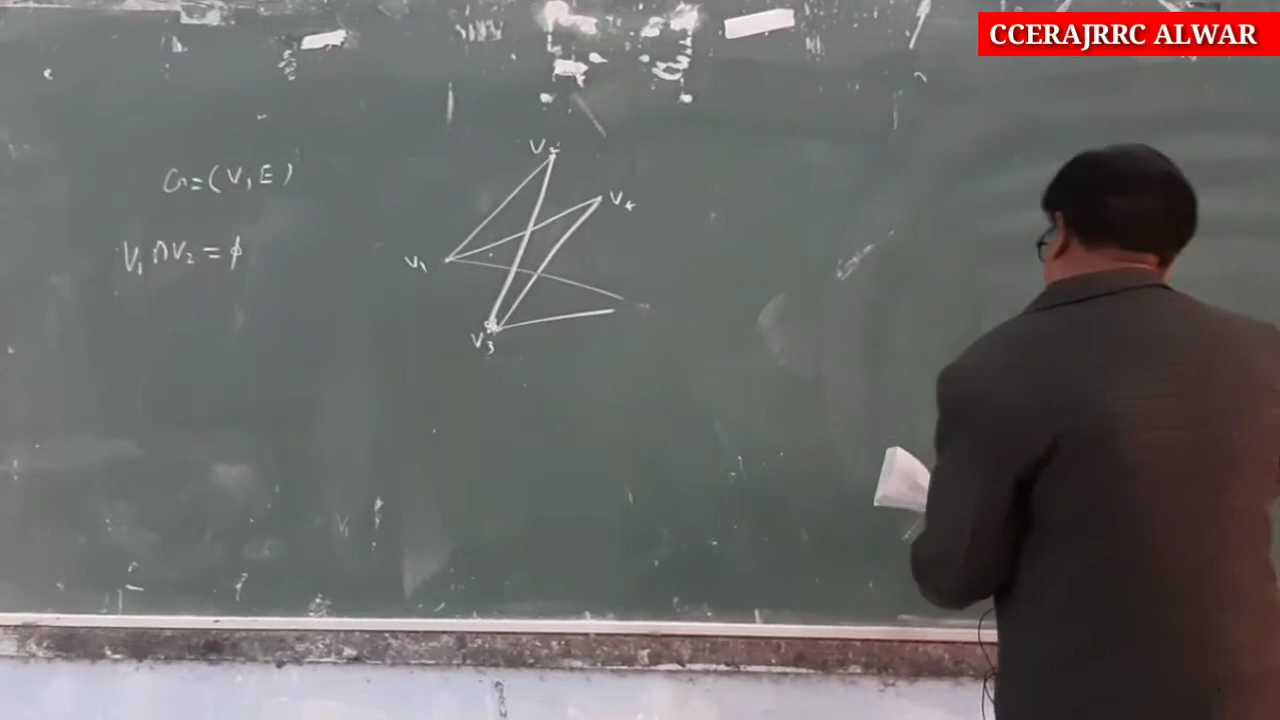 CCERAJRRC ALWAR
G=(V,E)
V₁∩V₂=ϕ
V₂
V₄
V₁
V₃